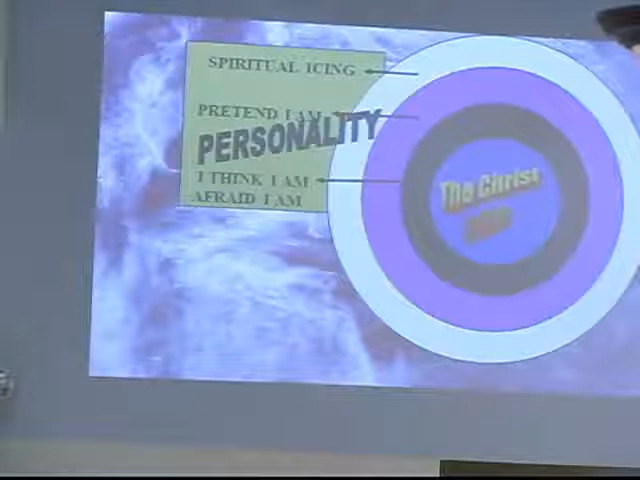 SPIRITUAL ICING
PRETEND I AM
PERSONALITY
I THINK I AM
AFRAID I AM
The Christ